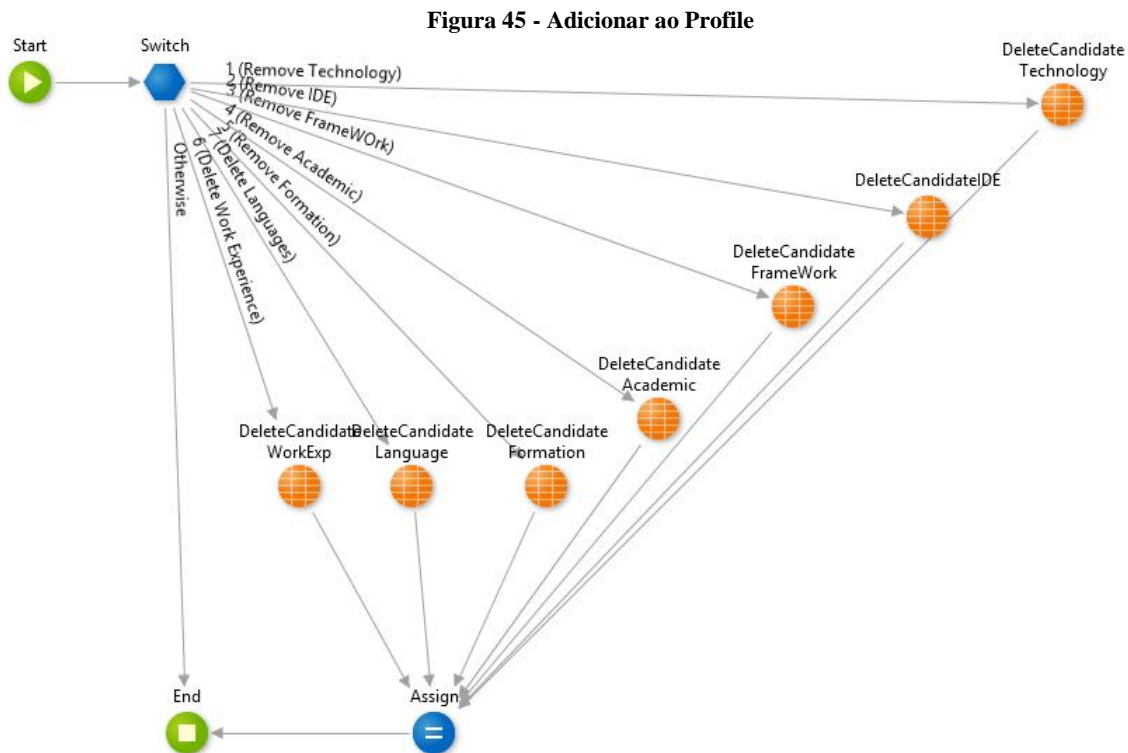 Figura 45 - Adicionar ao Profile
Start
Switch
1 (Remove Technology)
2 (Remove IDE)
3 (Remove FrameWOrk)
4 (Remove Academic)
5 (Remove Formation)
7 (Delete Languages)
6 (Delete Work Experience)
Otherwise
DeleteCandidate
Technology
DeleteCandidateIDE
DeleteCandidate
FrameWork
DeleteCandidate
Academic
DeleteCandidate
WorkExp
DeleteCandidate
Language
DeleteCandidate
Formation
End
Assign